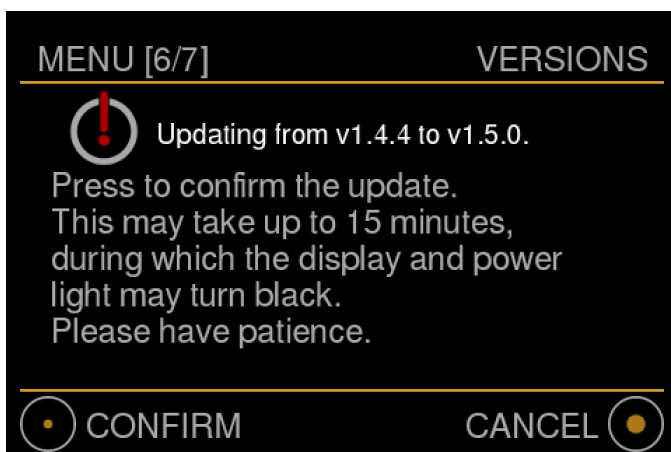 MENU [6/7] VERSIONS
Updating from v1.4.4 to v1.5.0.
Press to confirm the update.
This may take up to 15 minutes,
during which the display and power
light may turn black.
Please have patience.
CONFIRM CANCEL